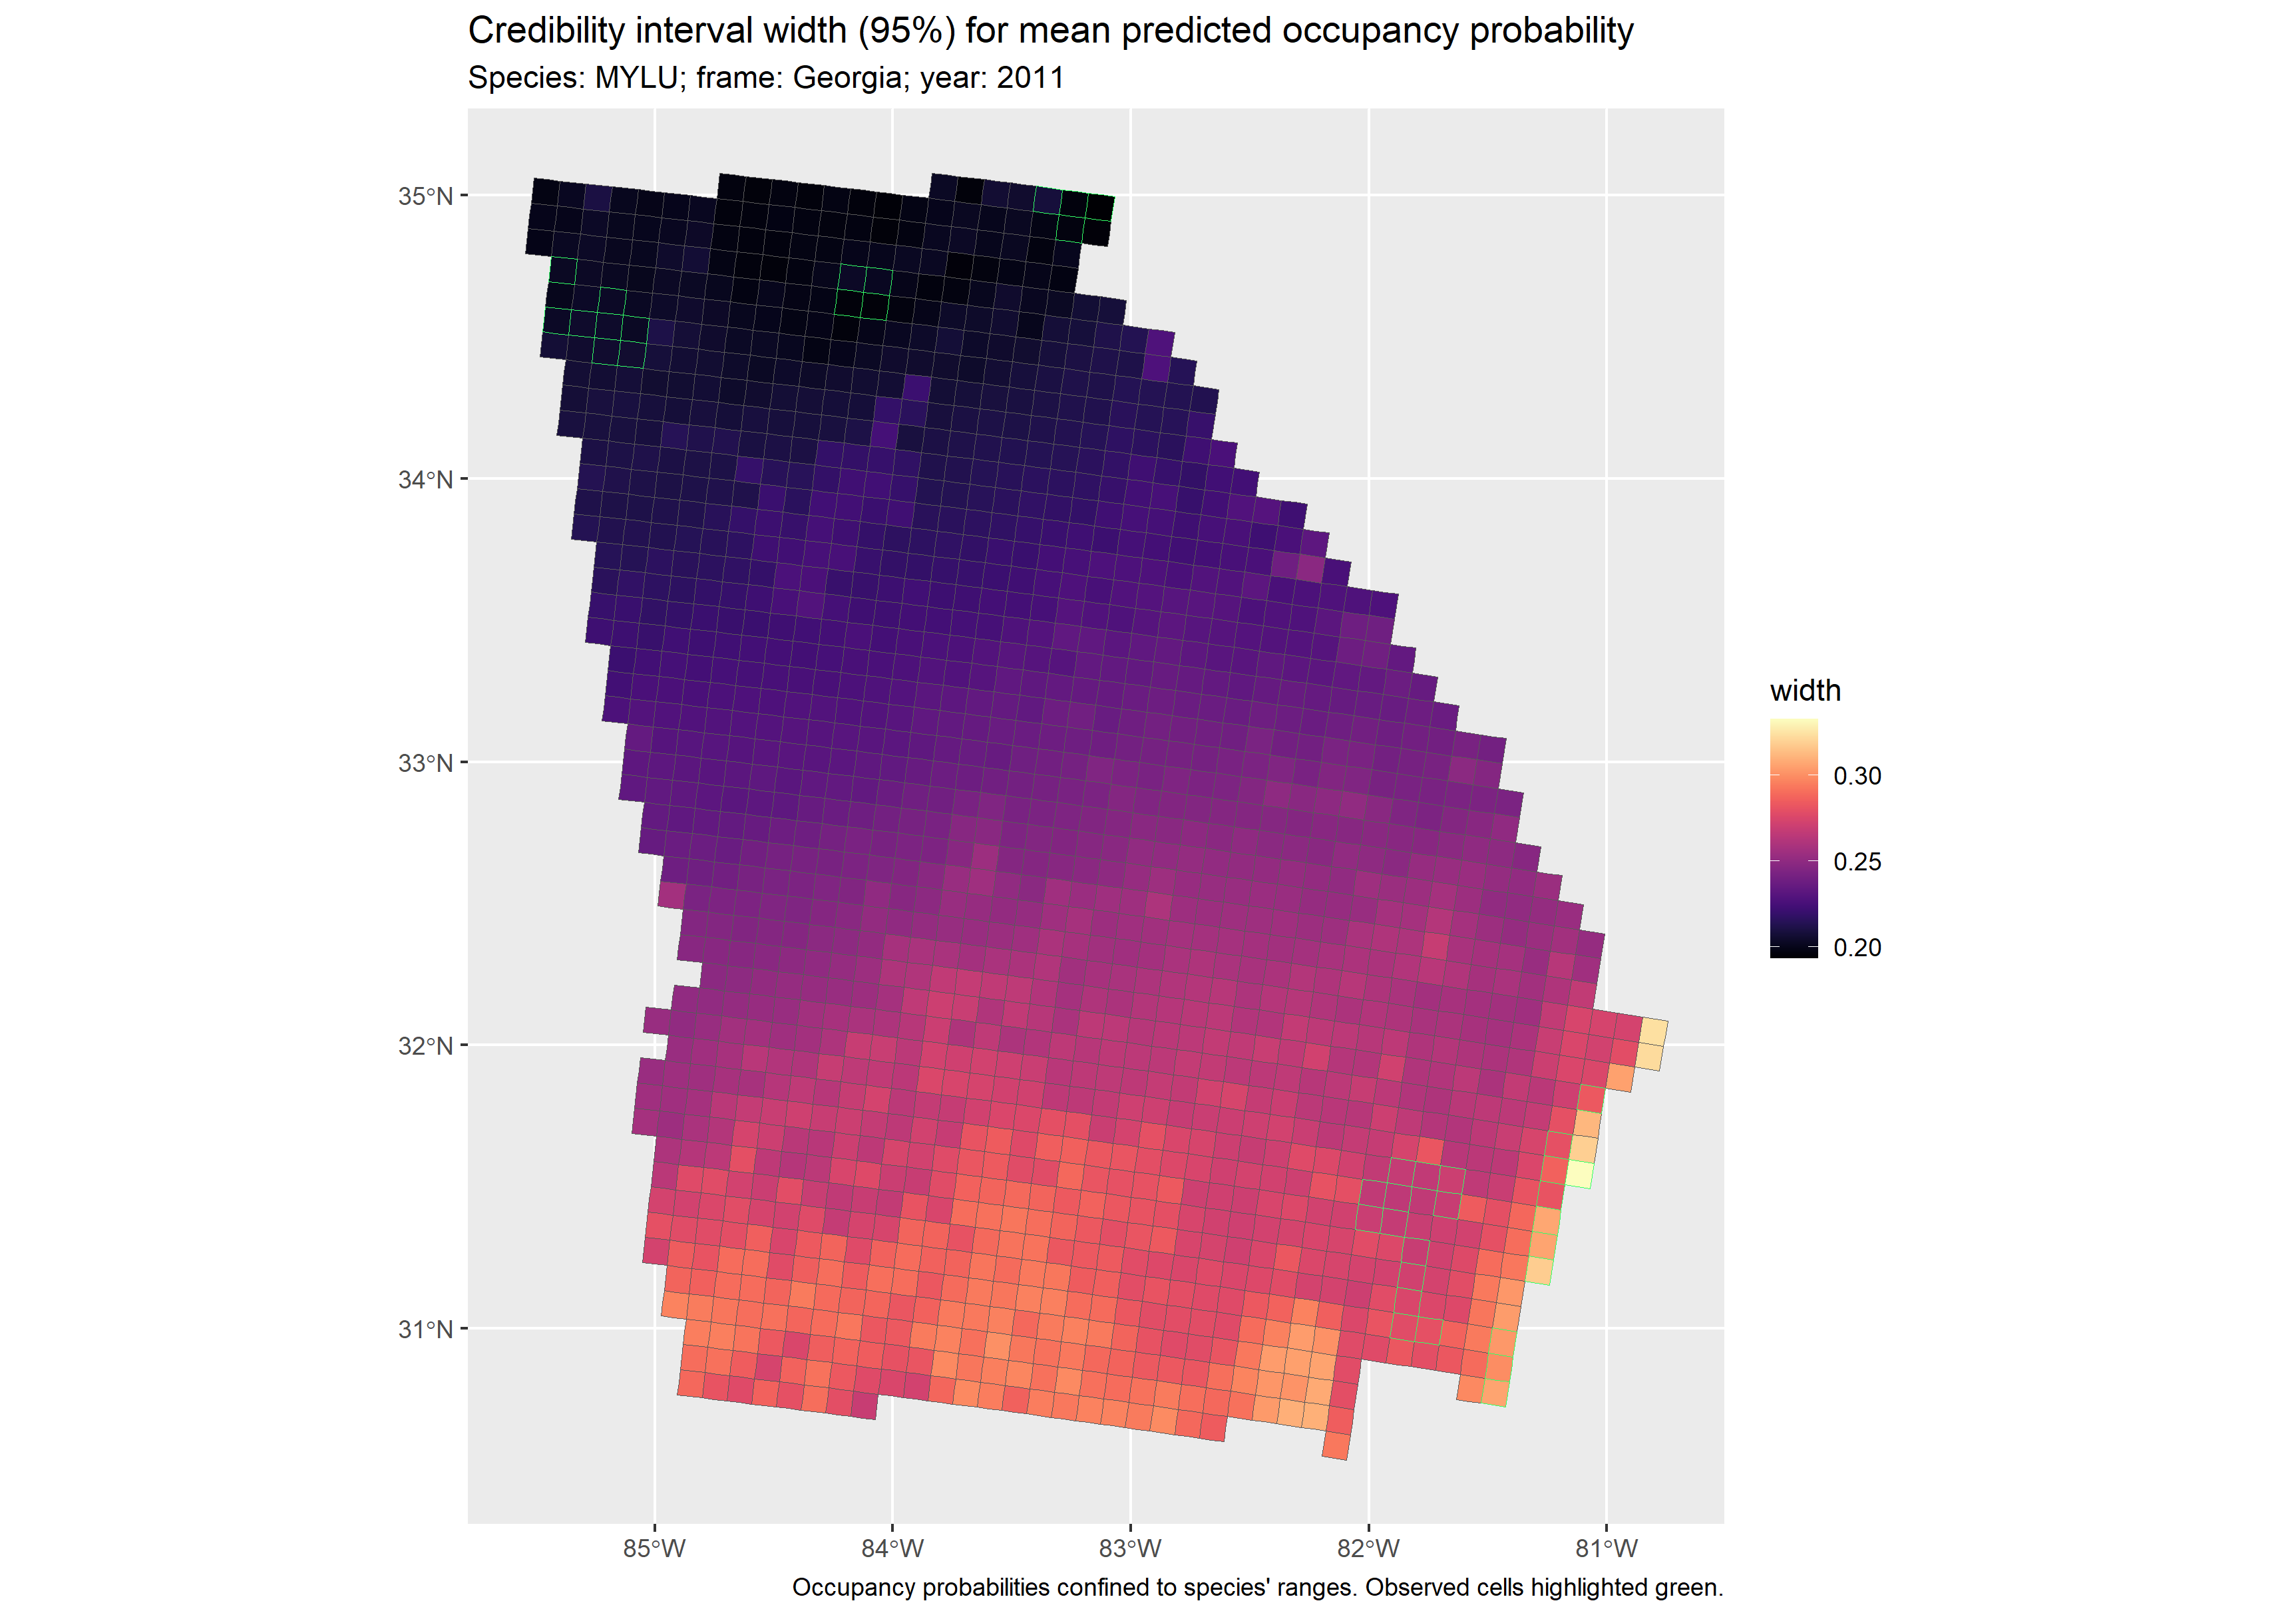 Credibility interval width (95%) for mean predicted occupancy probability
Species: MYLU; frame: Georgia; year: 2011
35°N
34°N
33°N
32°N
31°N
85°W
84°W
83°W
82°W
81°W
width
0.30
0.25
0.20
Occupancy probabilities confined to species' ranges. Observed cells highlighted green.